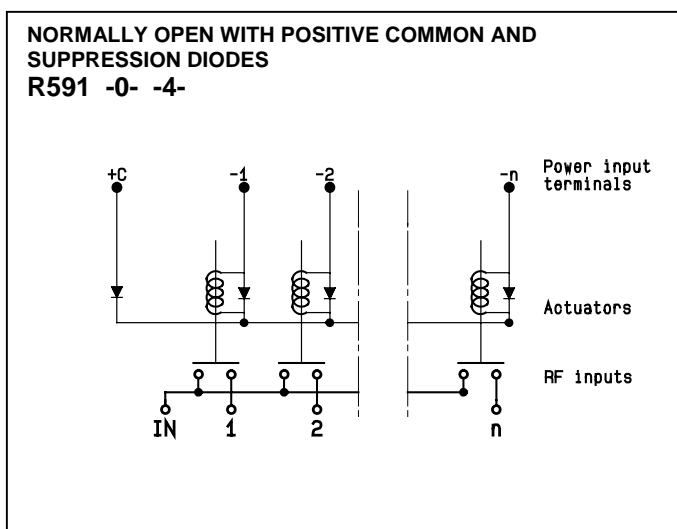 NORMALLY OPEN WITH POSITIVE COMMON AND
SUPPRESSION DIODES
R591 -0- -4-
+C -1 -2 -n
Power input
terminals
Actuators
RF inputs
IN 1 2 n